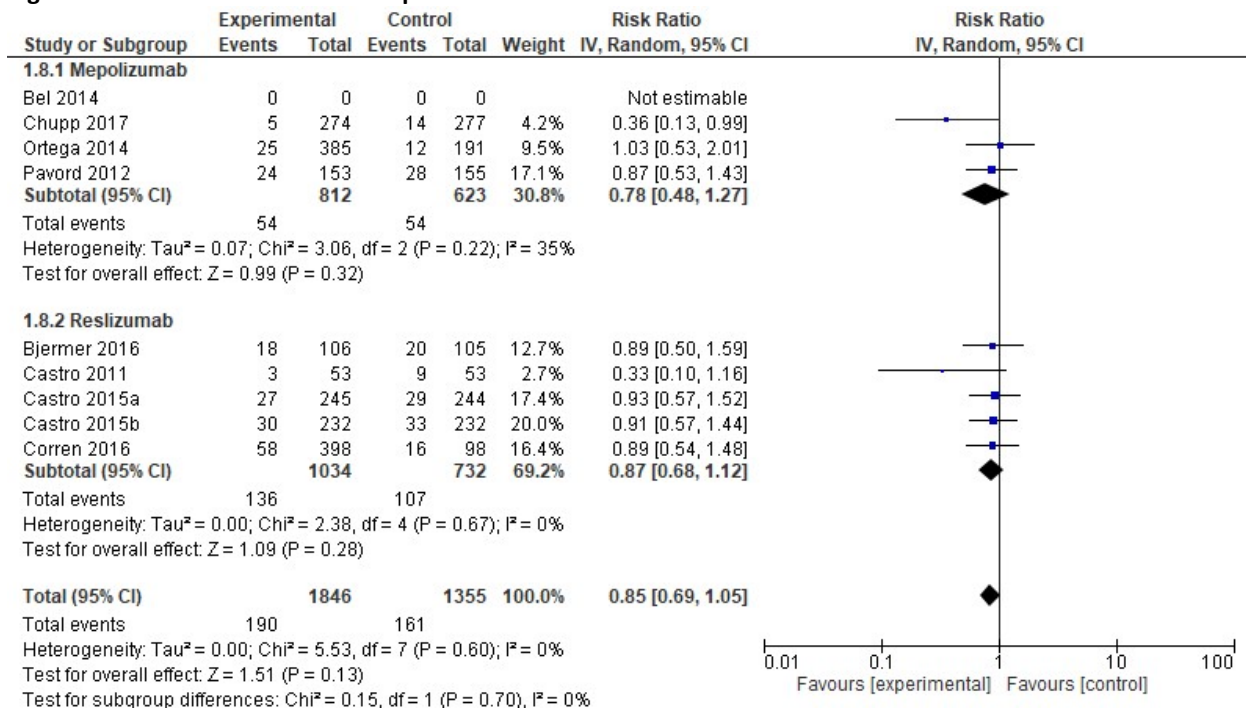 Experimental Control Risk Ratio Risk Ratio
Study or Subgroup Events Total Events Total Weight IV, Random, 95% CI IV, Random, 95% CI
1.8.1 Mepolizumab
Bel 2014 0 0 0 0 Not estimable
Chupp 2017 5 274 14 277 4.2% 0.36 [0.13, 0.99]
Ortega 2014 25 385 12 191 9.5% 1.03 [0.53, 2.01]
Pavord 2012 24 153 28 155 17.1% 0.87 [0.53, 1.43]
Subtotal (95% CI) 812 623 30.8% 0.78 [0.48, 1.27]
Total events 54 54
Heterogeneity: Tau² = 0.07; Chi² = 3.06, df = 2 (P = 0.22); I² = 35%
Test for overall effect: Z = 0.99 (P = 0.32)
1.8.2 Reslizumab
Bjermer 2016 18 106 20 105 12.7% 0.89 [0.50, 1.59]
Castro 2011 3 53 9 53 2.7% 0.33 [0.10, 1.16]
Castro 2015a 27 245 29 244 17.4% 0.93 [0.57, 1.52]
Castro 2015b 30 232 33 232 20.0% 0.91 [0.57, 1.44]
Corren 2016 58 398 16 98 16.4% 0.89 [0.54, 1.48]
Subtotal (95% CI) 1034 732 69.2% 0.87 [0.68, 1.12]
Total events 136 107
Heterogeneity: Tau² = 0.00; Chi² = 2.38, df = 4 (P = 0.67); I² = 0%
Test for overall effect: Z = 1.09 (P = 0.28)
Total (95% CI) 1846 1355 100.0% 0.85 [0.69, 1.05]
Total events 190 161
Heterogeneity: Tau² = 0.00; Chi² = 5.53, df = 7 (P = 0.60); I² = 0%
Test for overall effect: Z = 1.51 (P = 0.13)
Test for subgroup differences: Chi² = 0.15, df = 1 (P = 0.70), I² = 0%
0.01 0.1 1 10 100
Favours [experimental] Favours [control]